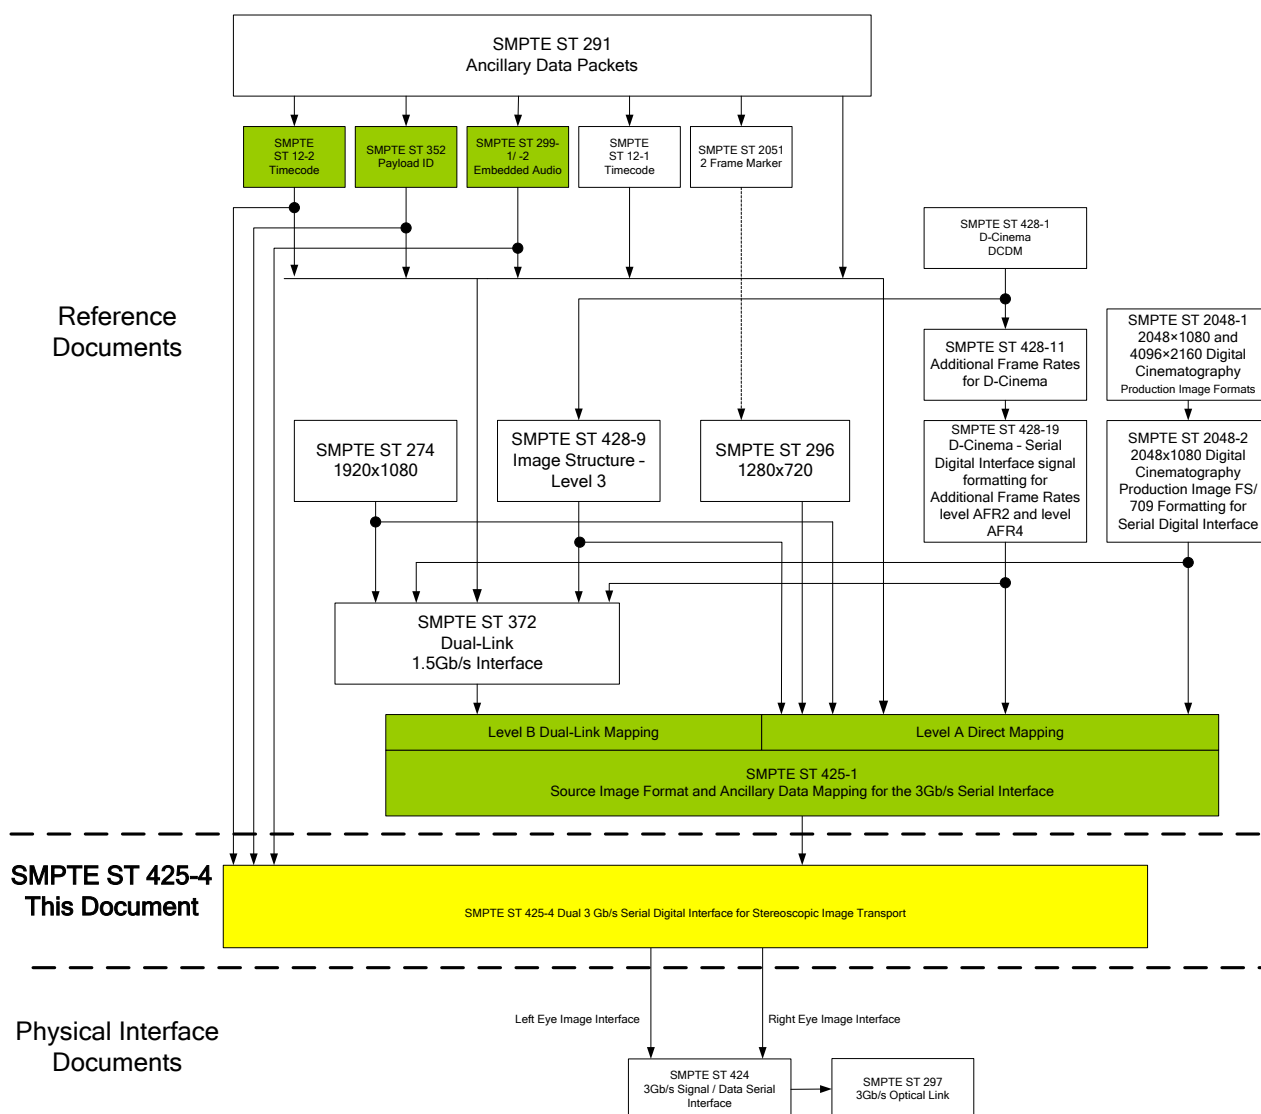 SMPTE ST 291
Ancillary Data Packets
SMPTE
ST 12-2
Timecode
SMPTE ST 352
Payload ID
SMPTE ST 299-
1/ -2
Embedded Audio
SMPTE
ST 12-1
Timecode
SMPTE ST 2051
2 Frame Marker
SMPTE ST 428-1
D-Cinema
DCDM
Reference
Documents
SMPTE ST 428-11
Additional Frame Rates
for D-Cinema
SMPTE ST 2048-1
2048×1080 and
4096×2160 Digital
Cinematography
Production Image Formats
SMPTE ST 274
1920x1080
SMPTE ST 428-9
Image Structure –
Level 3
SMPTE ST 296
1280x720
SMPTE ST 428-19
D-Cinema - Serial
Digital Interface signal
formatting for
Additional Frame Rates
level AFR2 and level
AFR4
SMPTE ST 2048-2
2048x1080 Digital
Cinematography
Production Image FS/
709 Formatting for
Serial Digital Interface
SMPTE ST 372
Dual-Link
1.5Gb/s Interface
Level B Dual-Link Mapping
Level A Direct Mapping
SMPTE ST 425-1
Source Image Format and Ancillary Data Mapping for the 3Gb/s Serial Interface
SMPTE ST 425-4
This Document
SMPTE ST 425-4 Dual 3 Gb/s Serial Digital Interface for Stereoscopic Image Transport
Left Eye Image Interface
Right Eye Image Interface
Physical Interface
Documents
SMPTE ST 424
3Gb/s Signal / Data Serial
Interface
SMPTE ST 297
3Gb/s Optical Link